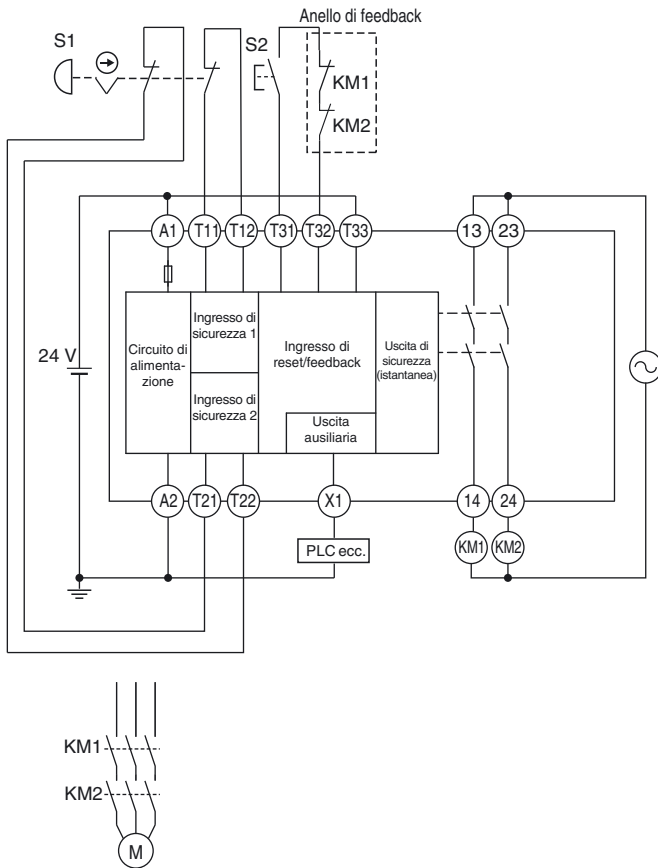 Anello di feedback
S1
S2
KM1
KM2
A1
T11
T12
T31
T32
T33
13
23
24 V
Circuito di
alimenta-
zione
Ingresso di
sicurezza 1
Ingresso di
sicurezza 2
Ingresso di
reset/feedback
Uscita
ausiliaria
Uscita di
sicurezza
(istantanea)
A2
T21
T22
X1
14
24
PLC ecc.
KM1
KM2
KM1
KM2
M